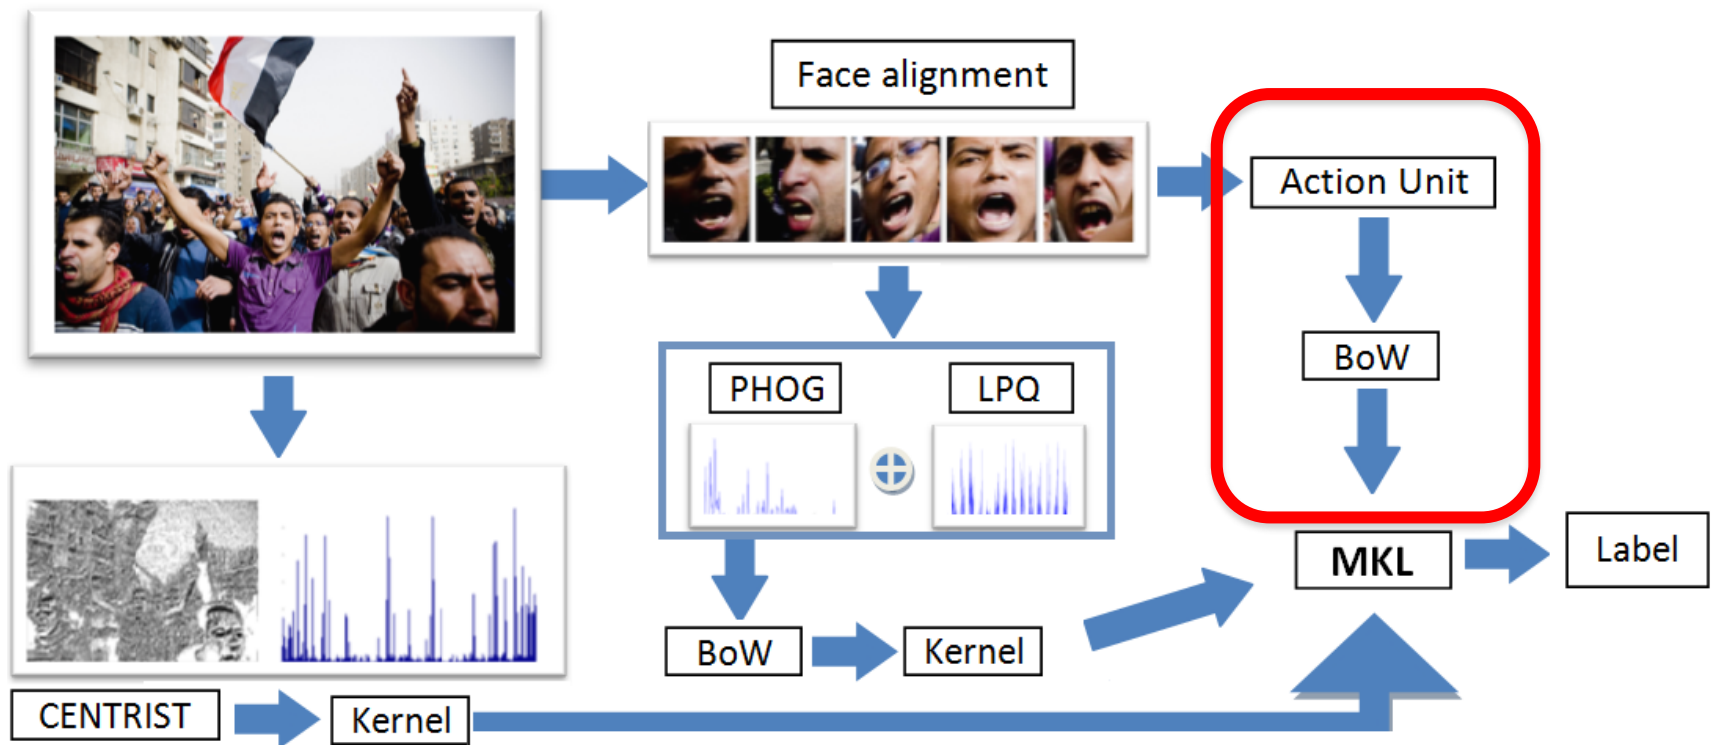 Face alignment
Action Unit
BoW
PHOG
LPQ
MKL
Label
BoW
Kernel
CENTRIST
Kernel